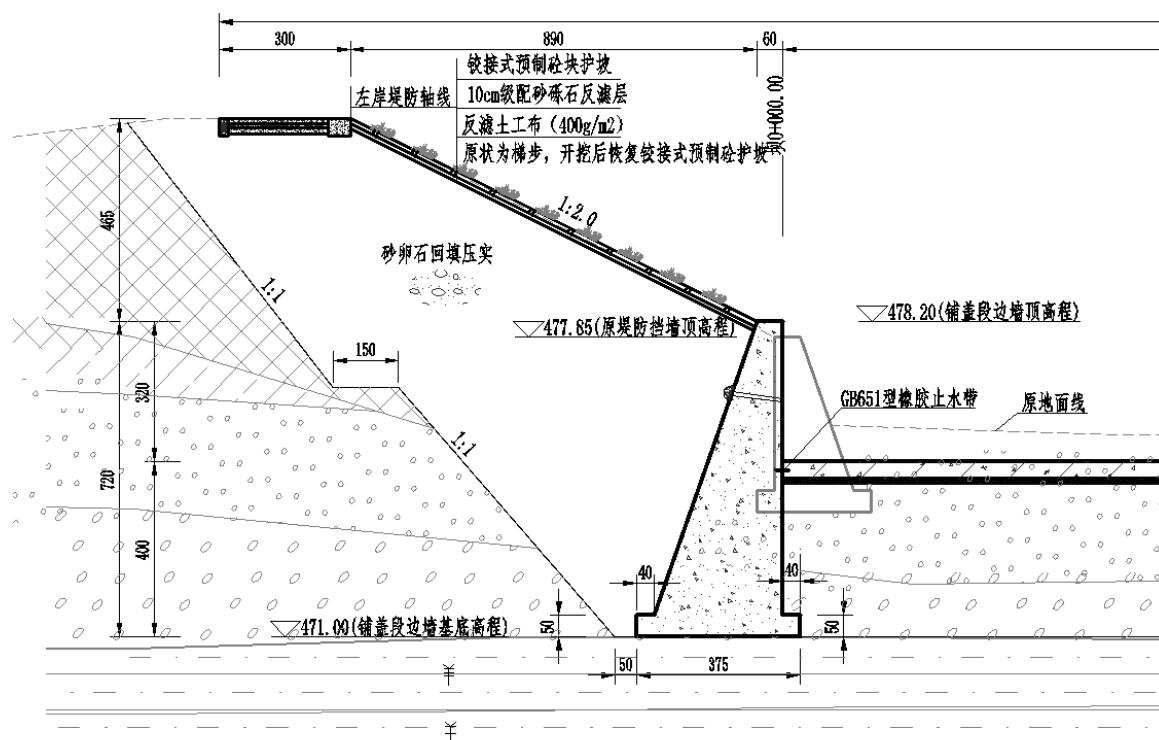 300
890
60
铰接式预制砼块护坡
左岸堤防轴线
10cm级配砂砾石反滤层
反滤土工布（400g/m2）
原状为梯步，开挖后恢复铰接式预制砼护坡
坝0+000.00
465
1:2.0
砂卵石回填压实
1:1
477.85(原堤防挡墙顶高程)
478.20(铺盖段边墙顶高程)
150
320
GB651型橡胶止水带
原地面线
1:1
720
400
40
40
471.00(铺盖段边墙基底高程)
50
50
50
375